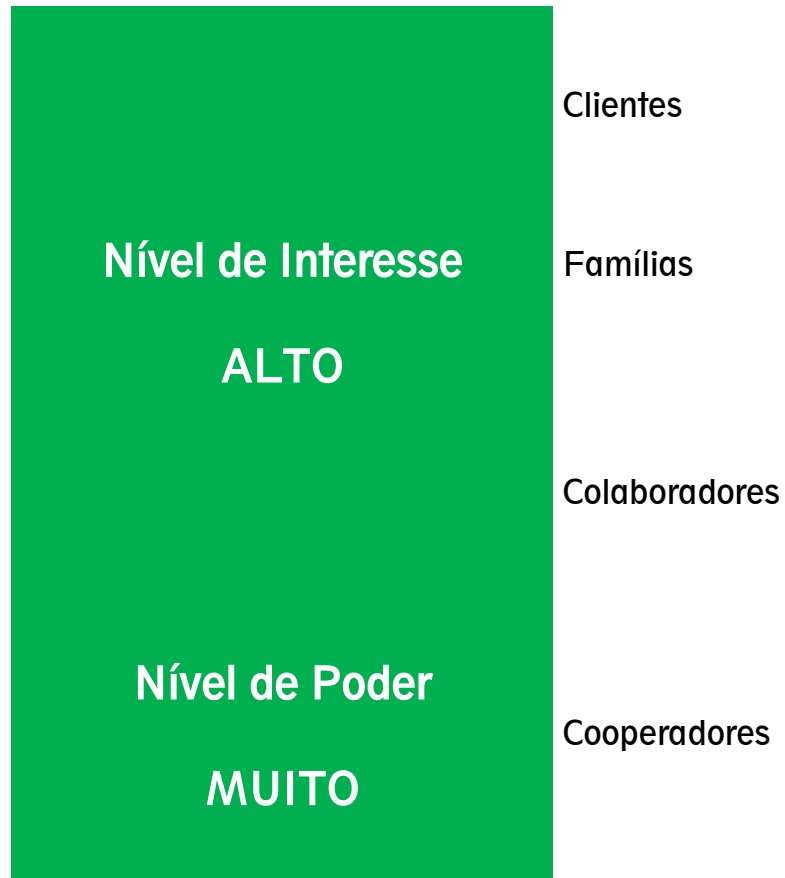 Nível de Interesse
ALTO
Nível de Poder
MUITO
Clientes
Famílias
Colaboradores
Cooperadores